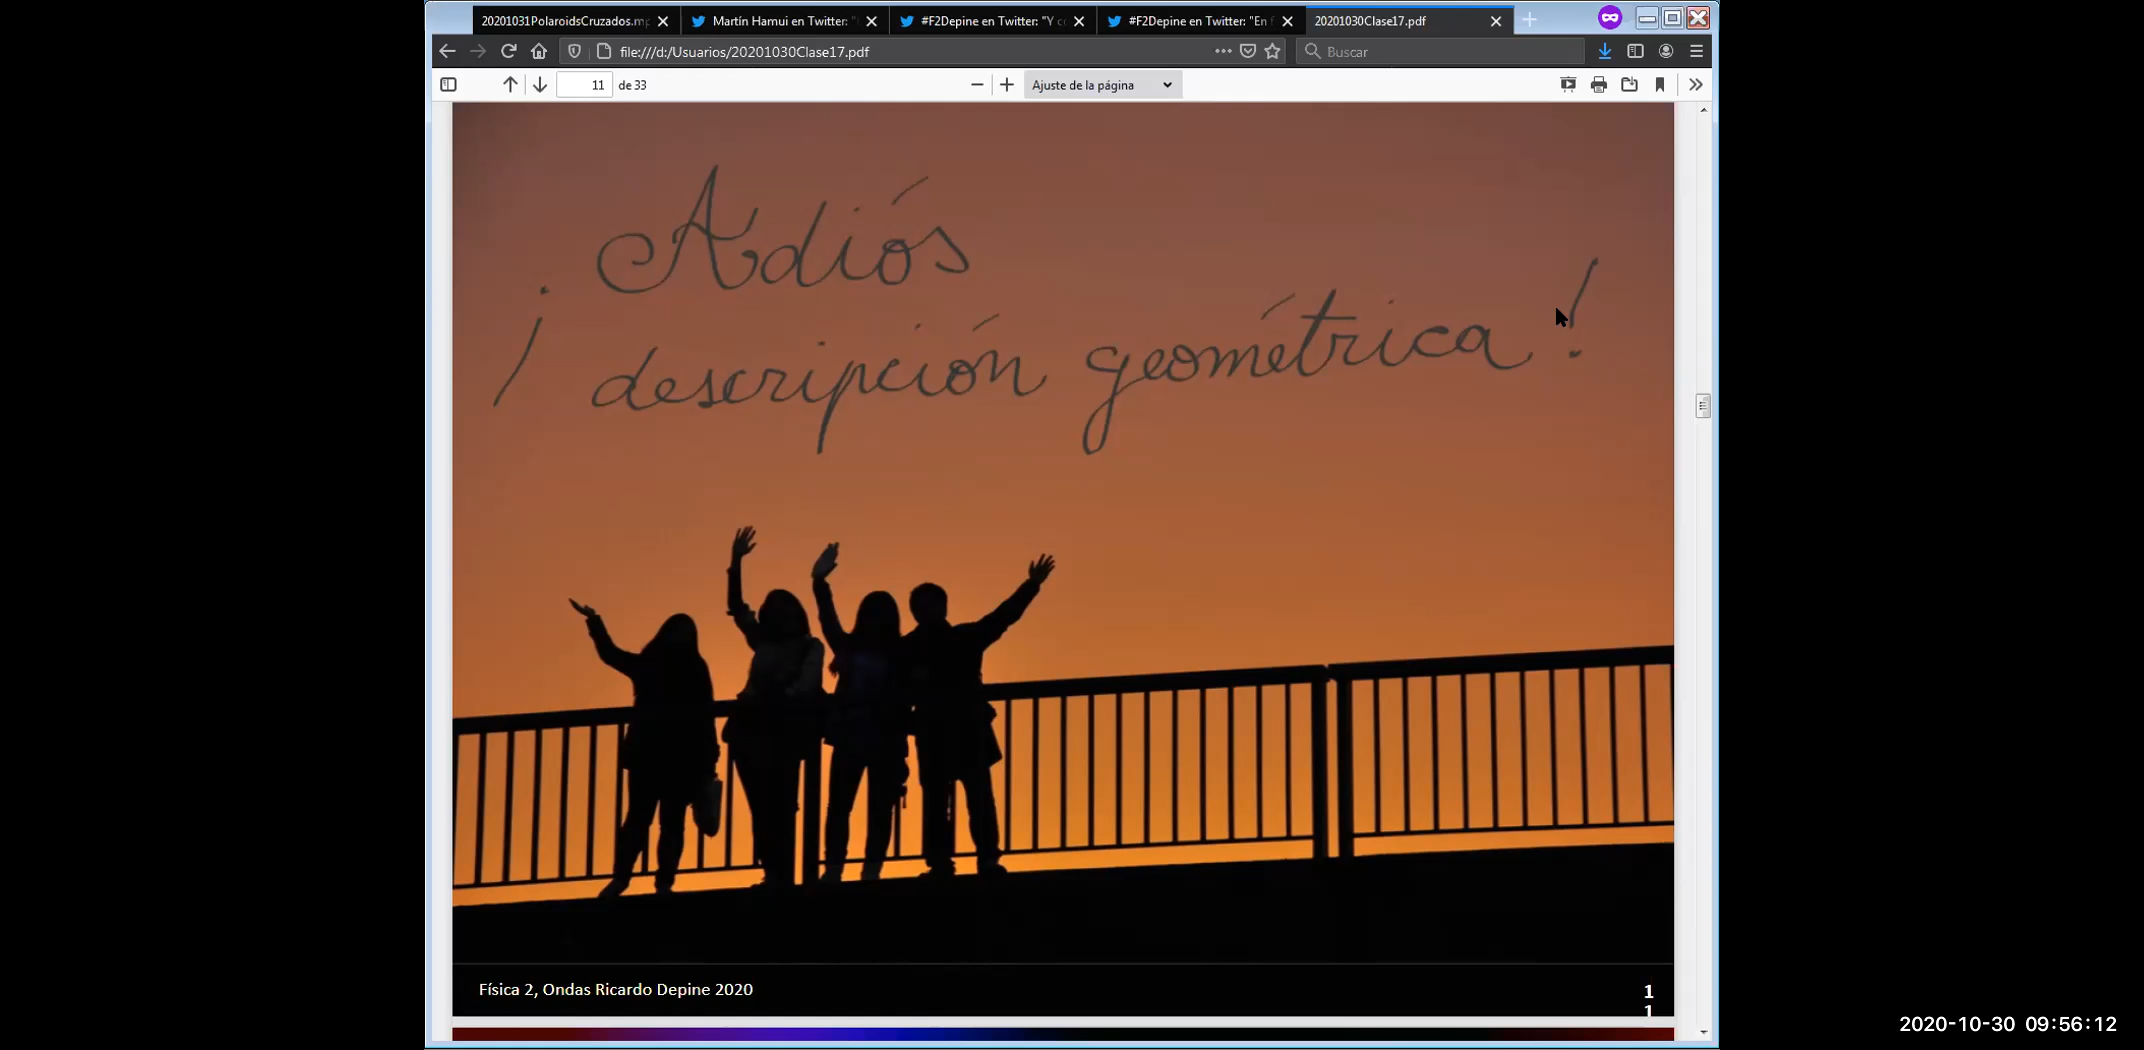 20201031PolaroidsCruzados.mp
Martín Hamui en Twitter: "
#F2Depine en Twitter: "Y c
#F2Depine en Twitter: "En
20201030Clase17.pdf
file:///d:/Usuarios/20201030Clase17.pdf
Buscar
11 de 33
Ajuste de la página
Adiós
¡ descripción geométrica !
Física 2, Ondas Ricardo Depine 2020
1
1
2020-10-30 09:56:12